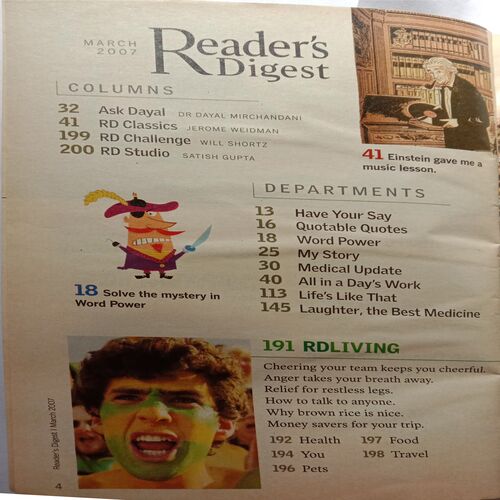 MARCH
2007
Reader's
Digest
COLUMNS
32 Ask Dayal DR DAYAL MIRCHANDANI
41 RD Classics JEROME WEIDMAN
199 RD Challenge WILL SHORTZ
200 RD Studio SATISH GUPTA
41 Einstein gave me a
music lesson.
DEPARTMENTS
13 Have Your Say
16 Quotable Quotes
18 Word Power
25 My Story
30 Medical Update
40 All in a Day's Work
113 Life's Like That
145 Laughter, the Best Medicine
18 Solve the mystery in
Word Power
191 RDLIVING
Cheering your team keeps you cheerful.
Anger takes your breath away.
Relief for restless legs.
How to talk to anyone.
Why brown rice is nice.
Money savers for your trip.
192 Health 197 Food
194 You 198 Travel
196 Pets
Reader's Digest | March 2007
4